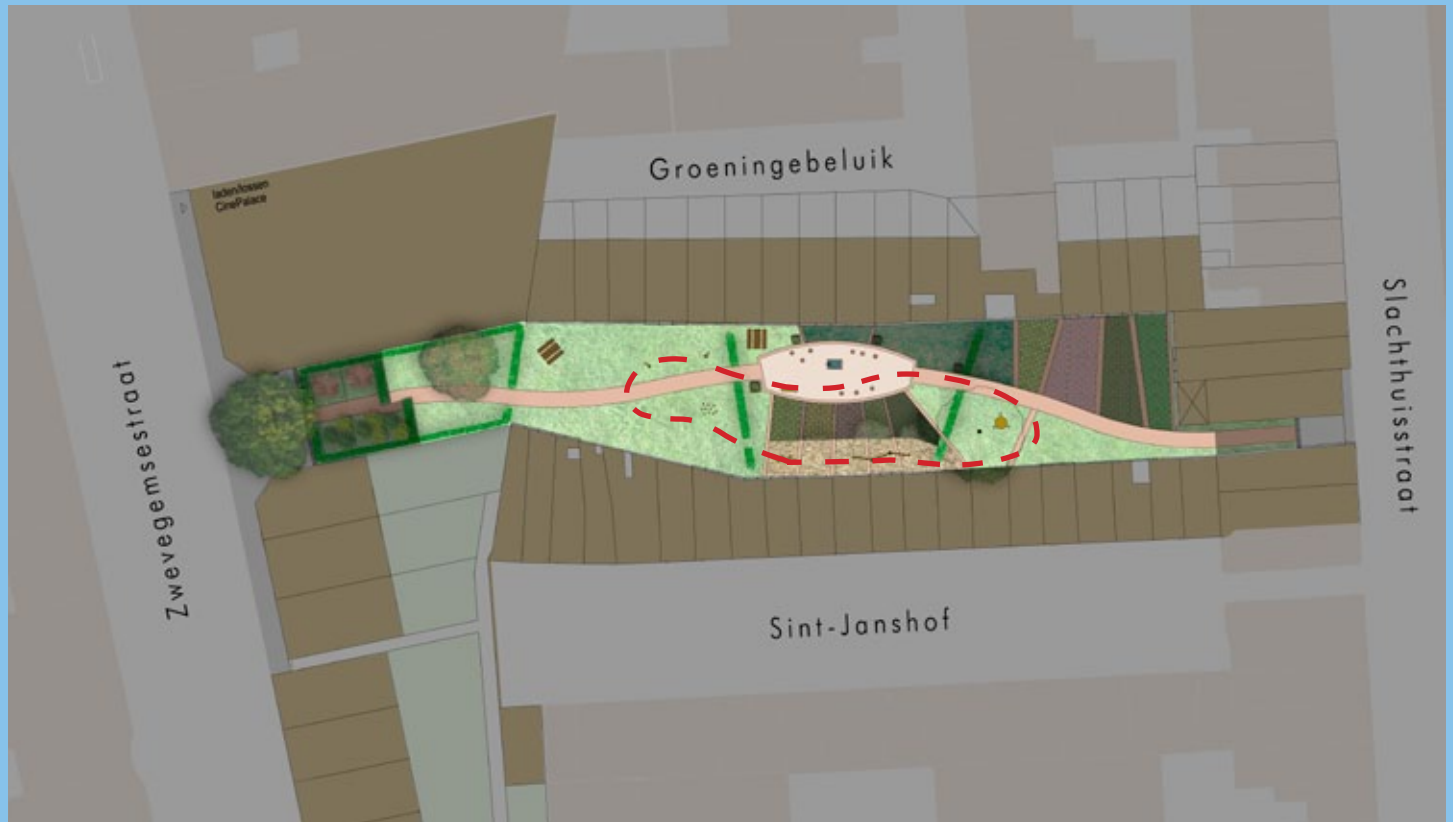 laden/lossen
CinePalace
Groeningebeluik
Zwevegemsestraat
Slachthuisstraat
Sint-Janshof